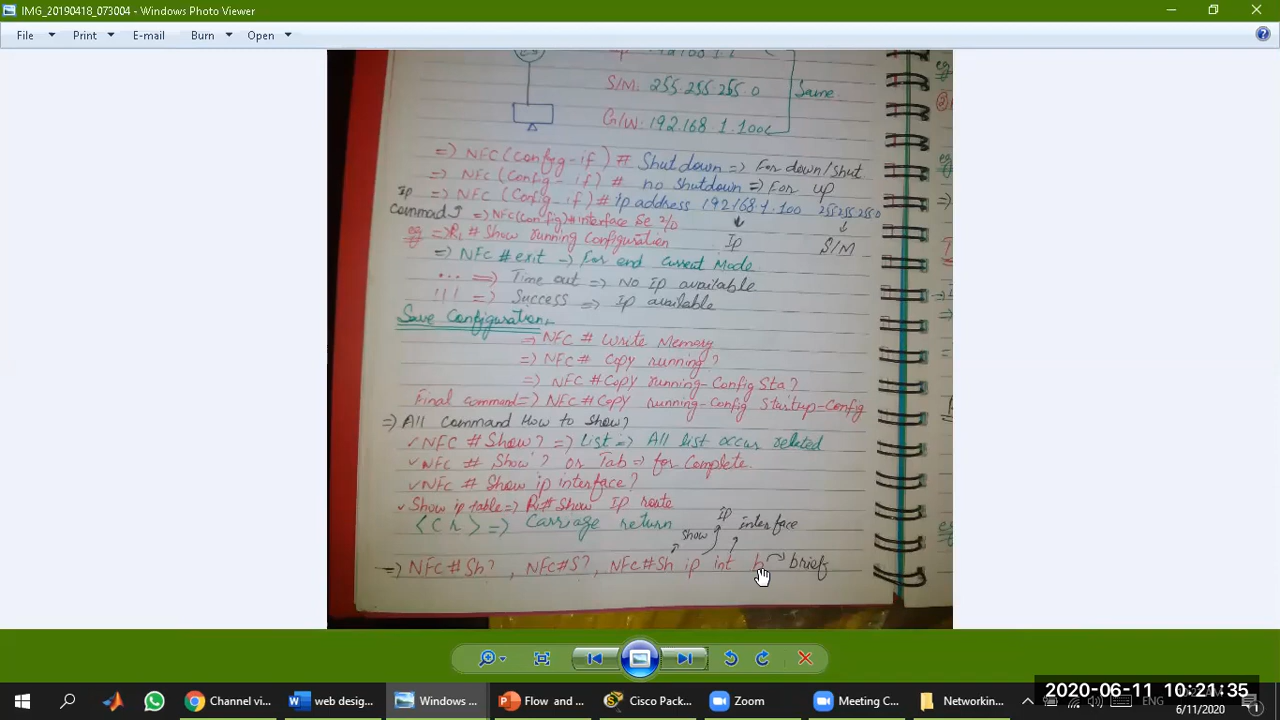 IMG_20190418_073004 - Windows Photo Viewer
File Print E-mail Burn Open
S/M: 255.255.255.0
Same
G/W: 192.168.1.100
=> NFC (Config-if) # Shutdown => For down/shut
=> NFC (Config-if) # no shutdown => For up
Ip => NFC (Config-if) # Ip address 192.168.1.100 255.255.255.0
Command => NFC(Config)#interface Se 2/0
eg => R1 # Show running Configuration Ip S/M
=> NFC # exit => For end Current Mode
... => Time out => No Ip available
!!! => Success => Ip available
Save Configuration
=> NFC # Write Memory
=> NFC # Copy running?
=> NFC # Copy running-Config Sta?
Final command => NFC # Copy running-Config Startup-Config
=> All Command How to Show?
✓ NFC # Show? => List => All list occur related
✓ NFC # Show? or Tab => for Complete
✓ NFC # Show ip interface?
✓ Show ip table => R1# Show Ip route
<Ch> => Carriage return
show Ip interface
=> NFC # Sh? , NFC#S? , NFC#Sh ip int b brief
Channel vi...
web desig...
Windows
Flow and ...
Cisco Pack...
Zoom
Meeting C...
Networkin...
ENG
2020-06-11 10:21:35
6/11/2020